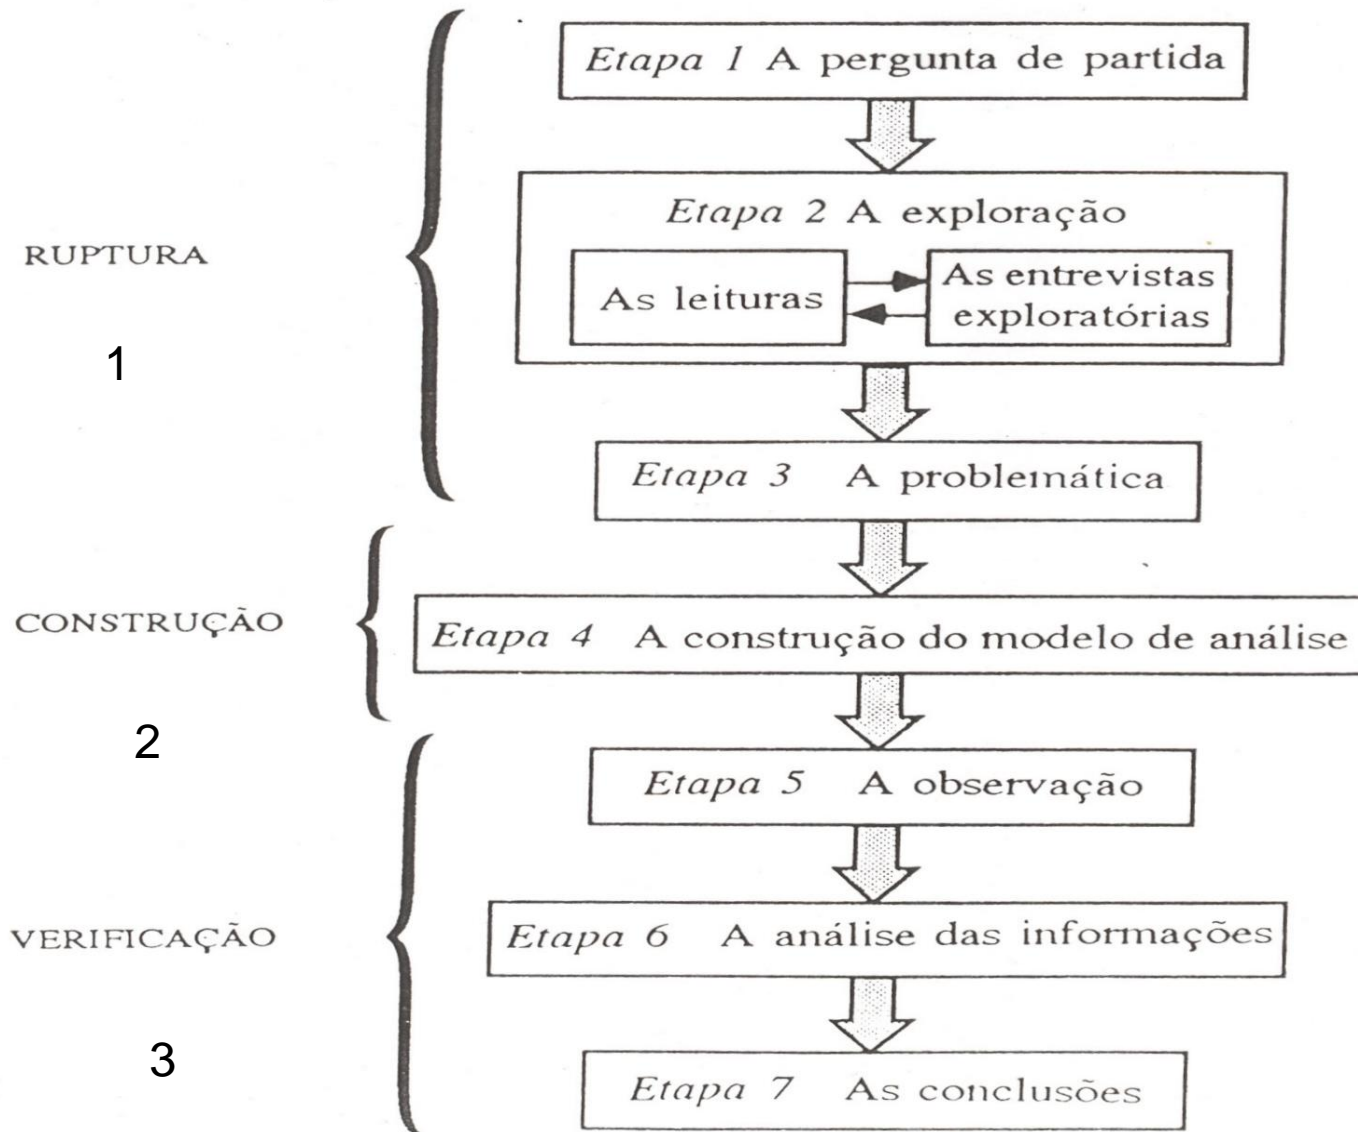 Etapa 1 A pergunta de partida
Etapa 2 A exploração
As leituras
As entrevistas
exploratórias
RUPTURA
1
Etapa 3 A problemática
CONSTRUÇÃO
Etapa 4 A construção do modelo de análise
2
Etapa 5 A observação
VERIFICAÇÃO
Etapa 6 A análise das informações
3
Etapa 7 As conclusões